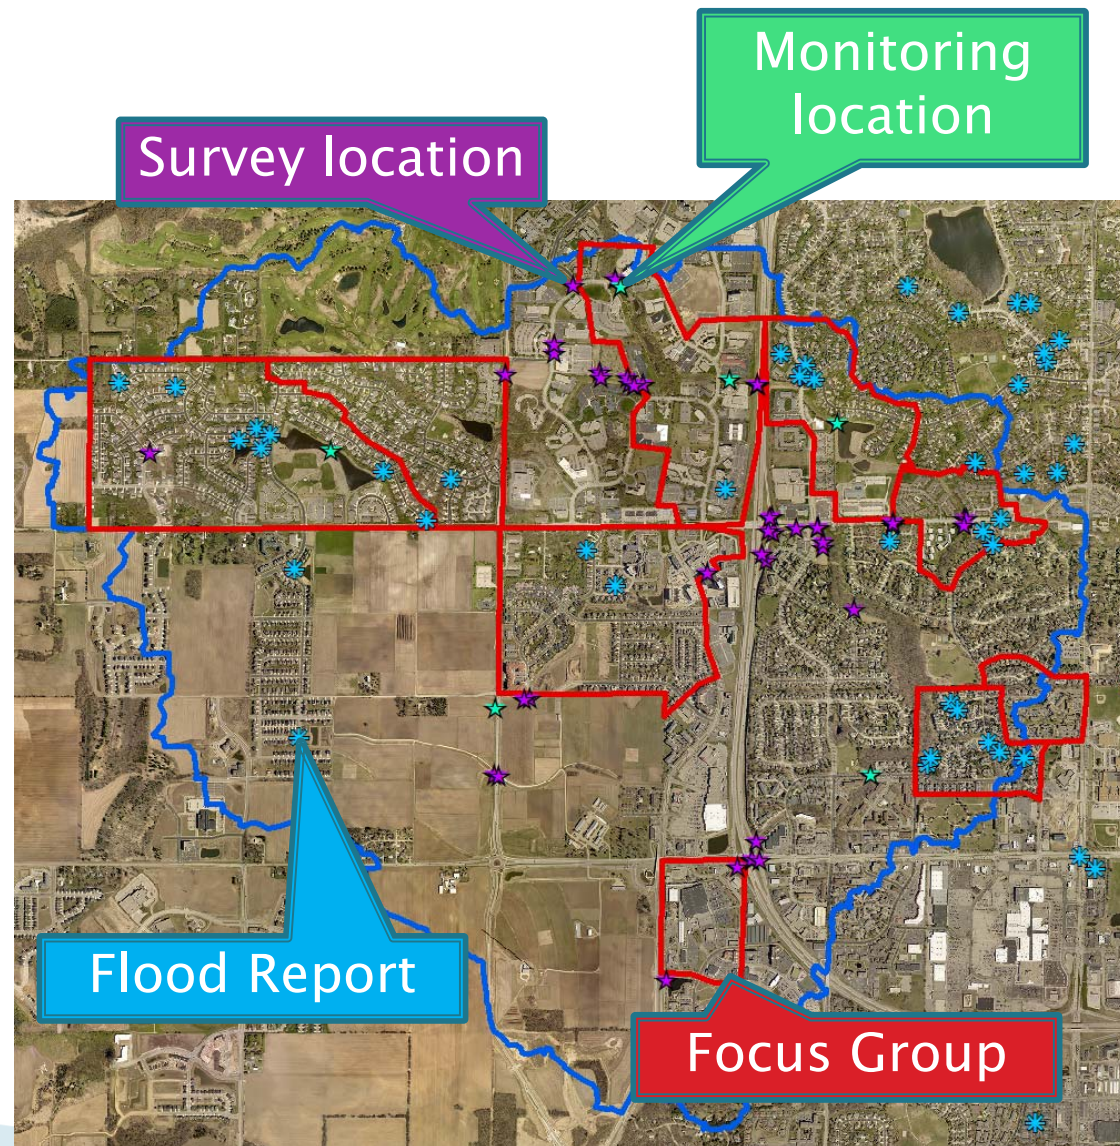 Monitoring
location
Survey location
Flood Report
Focus Group